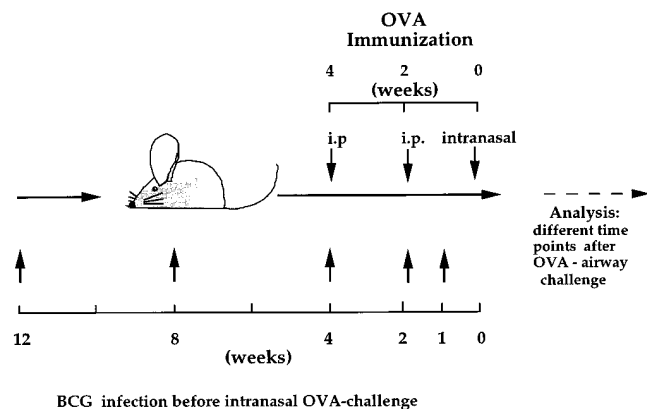 OVA
Immunization
4 2 0
(weeks)
i.p i.p. intranasal
Analysis:
different time
points after
OVA - airway
challenge
12 8 4 2 1 0
(weeks)
BCG infection before intranasal OVA-challenge